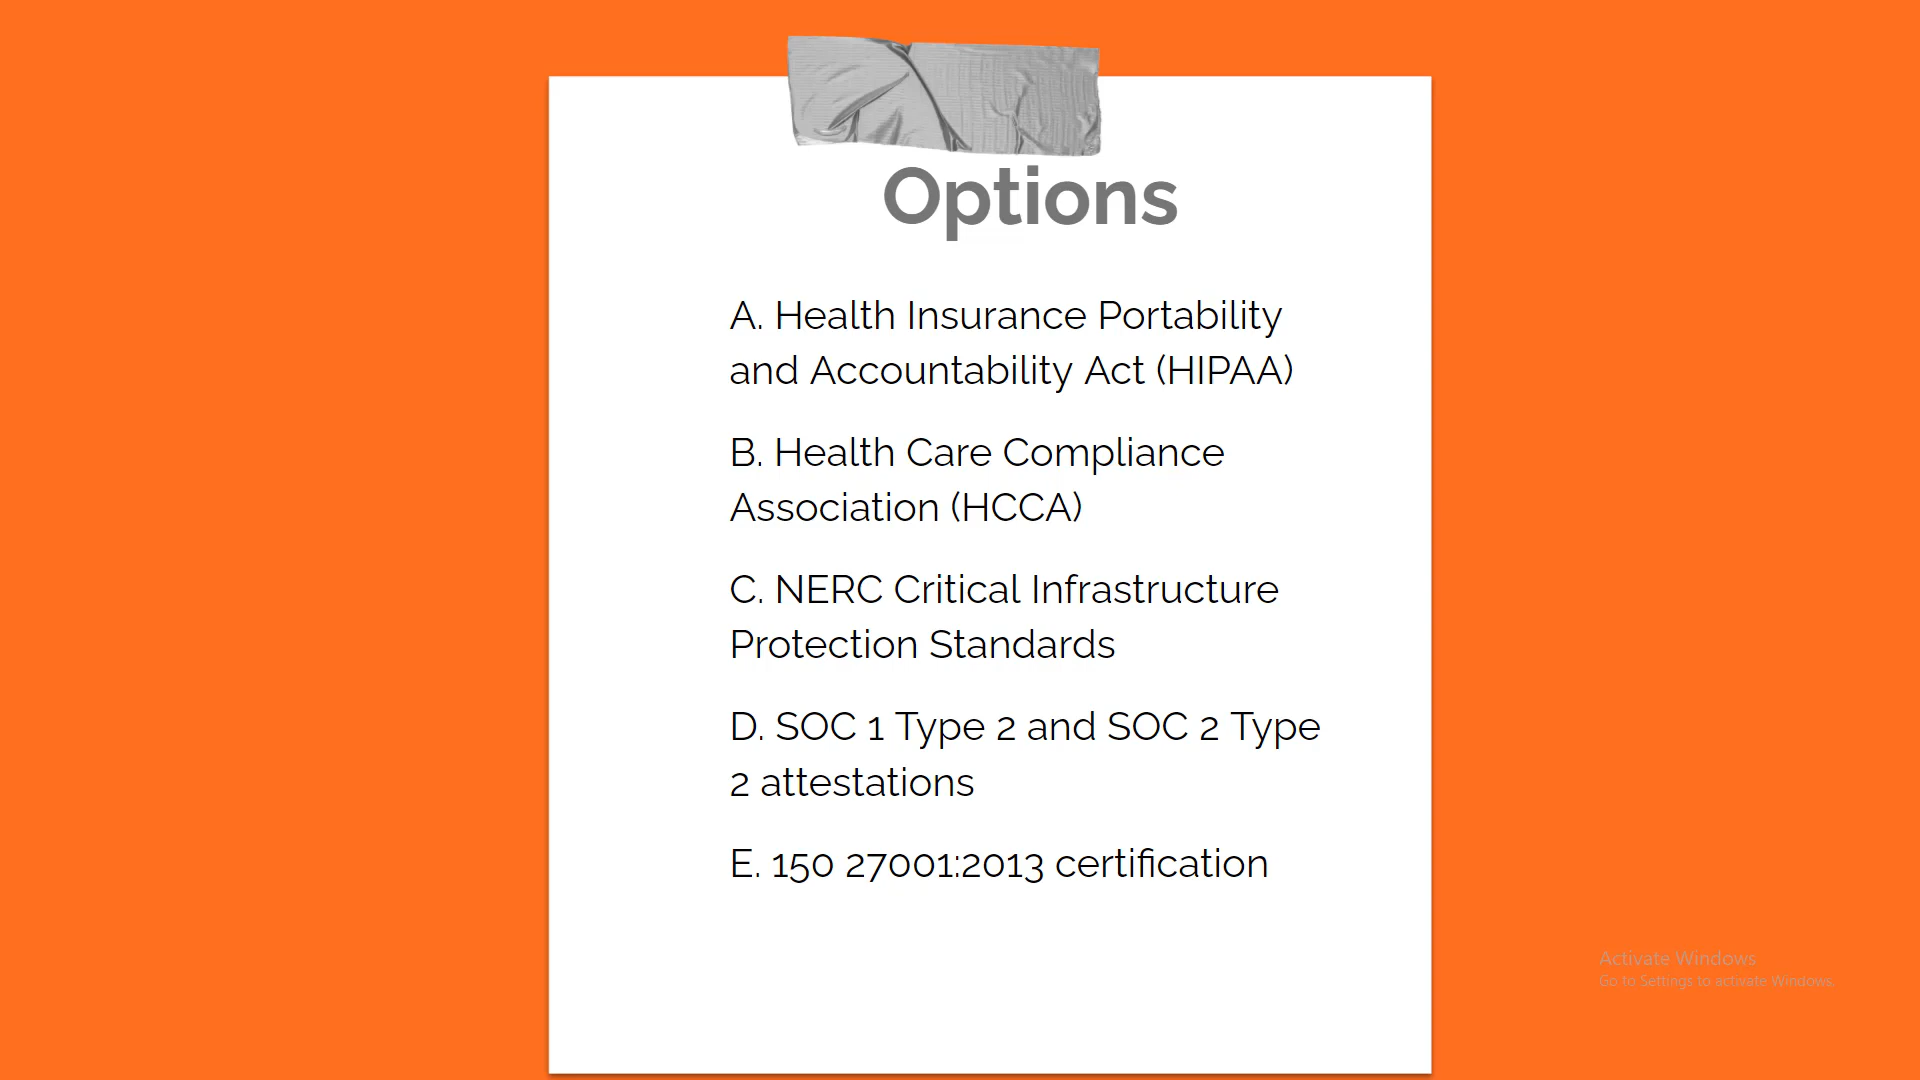 Options
A. Health Insurance Portability
and Accountability Act (HIPAA)
B. Health Care Compliance
Association (HCCA)
C. NERC Critical Infrastructure
Protection Standards
D. SOC 1 Type 2 and SOC 2 Type
2 attestations
E. 150 27001:2013 certification
Activate Windows
Go to Settings to activate Windows.